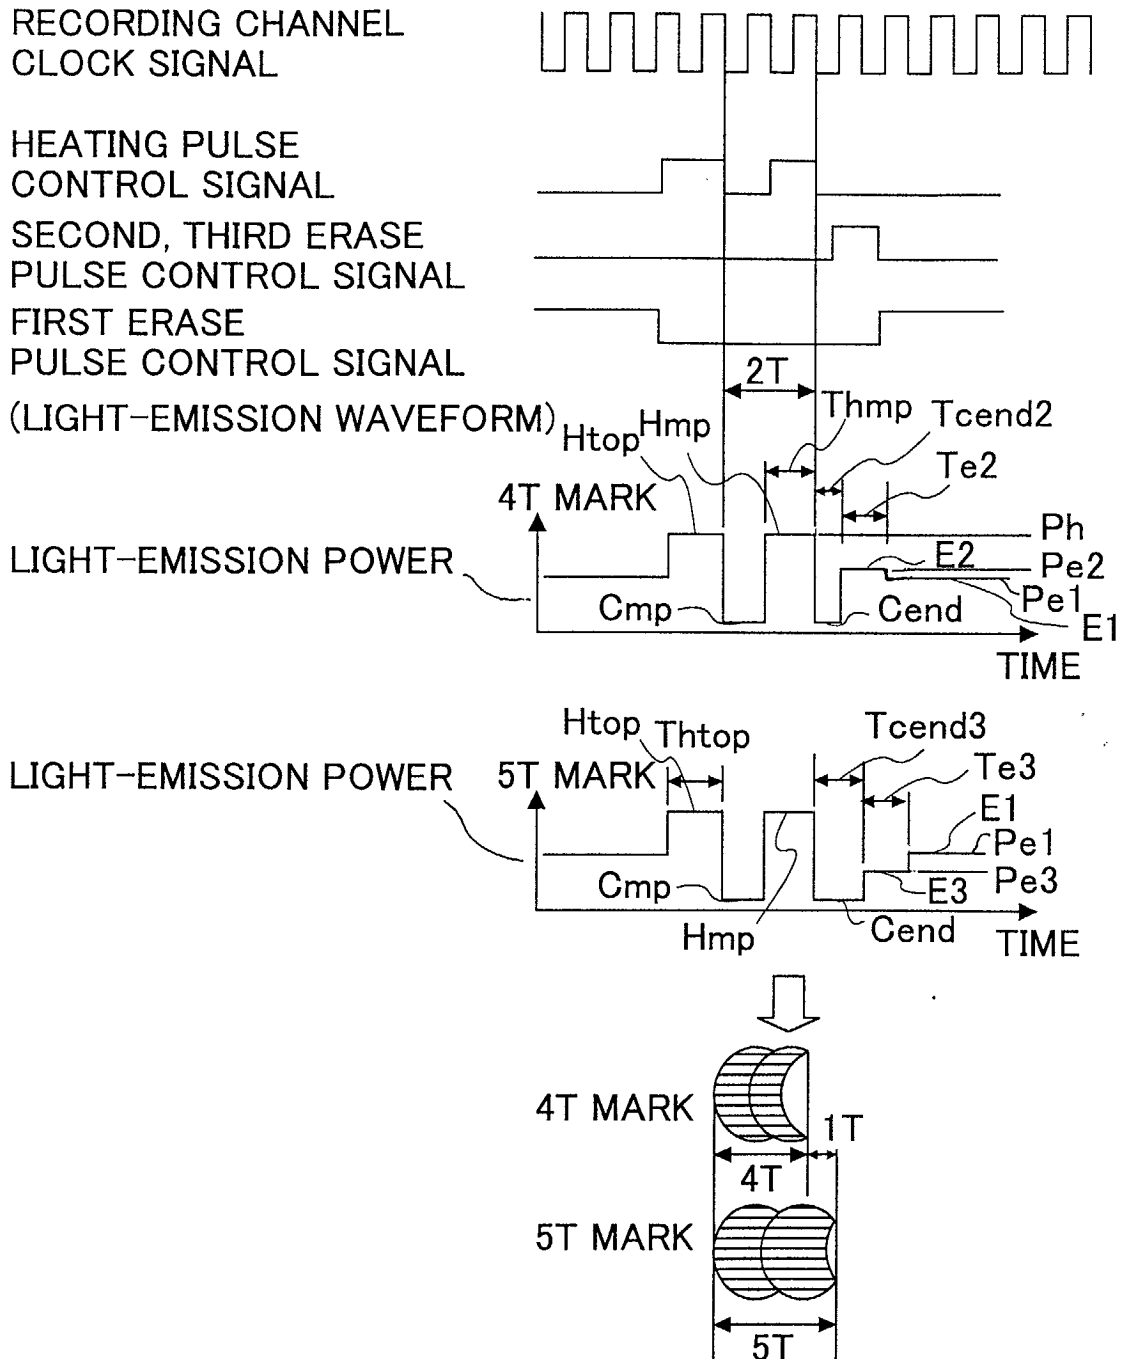 RECORDING CHANNEL
CLOCK SIGNAL
HEATING PULSE
CONTROL SIGNAL
SECOND, THIRD ERASE
PULSE CONTROL SIGNAL
FIRST ERASE
PULSE CONTROL SIGNAL
2T
(LIGHT-EMISSION WAVEFORM)
Htop
Hmp
Thmp
Tcend2
Te2
4T MARK
Ph
LIGHT-EMISSION POWER
E2
Pe2
Pe1
Cmp
Cend
E1
TIME
Htop
Thtop
Tcend3
LIGHT-EMISSION POWER
5T MARK
Te3
E1
Pe1
Cmp
E3
Pe3
Hmp
Cend
TIME
4T MARK
1T
4T
5T MARK
5T